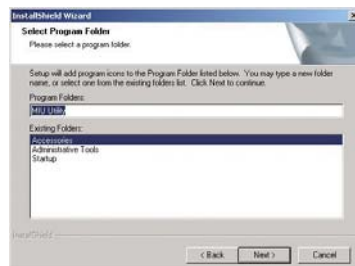 InstallShield Wizard
Select Program Folder
Please select a program folder.
Setup will add program icons to the Program Folder listed below. You may type a new folder
name, or select one from the existing folders list. Click Next to continue.
Program Folders:
MIU Utility
Existing Folders:
Accessories
Administrative Tools
Startup
InstallShield
< Back
Next >
Cancel